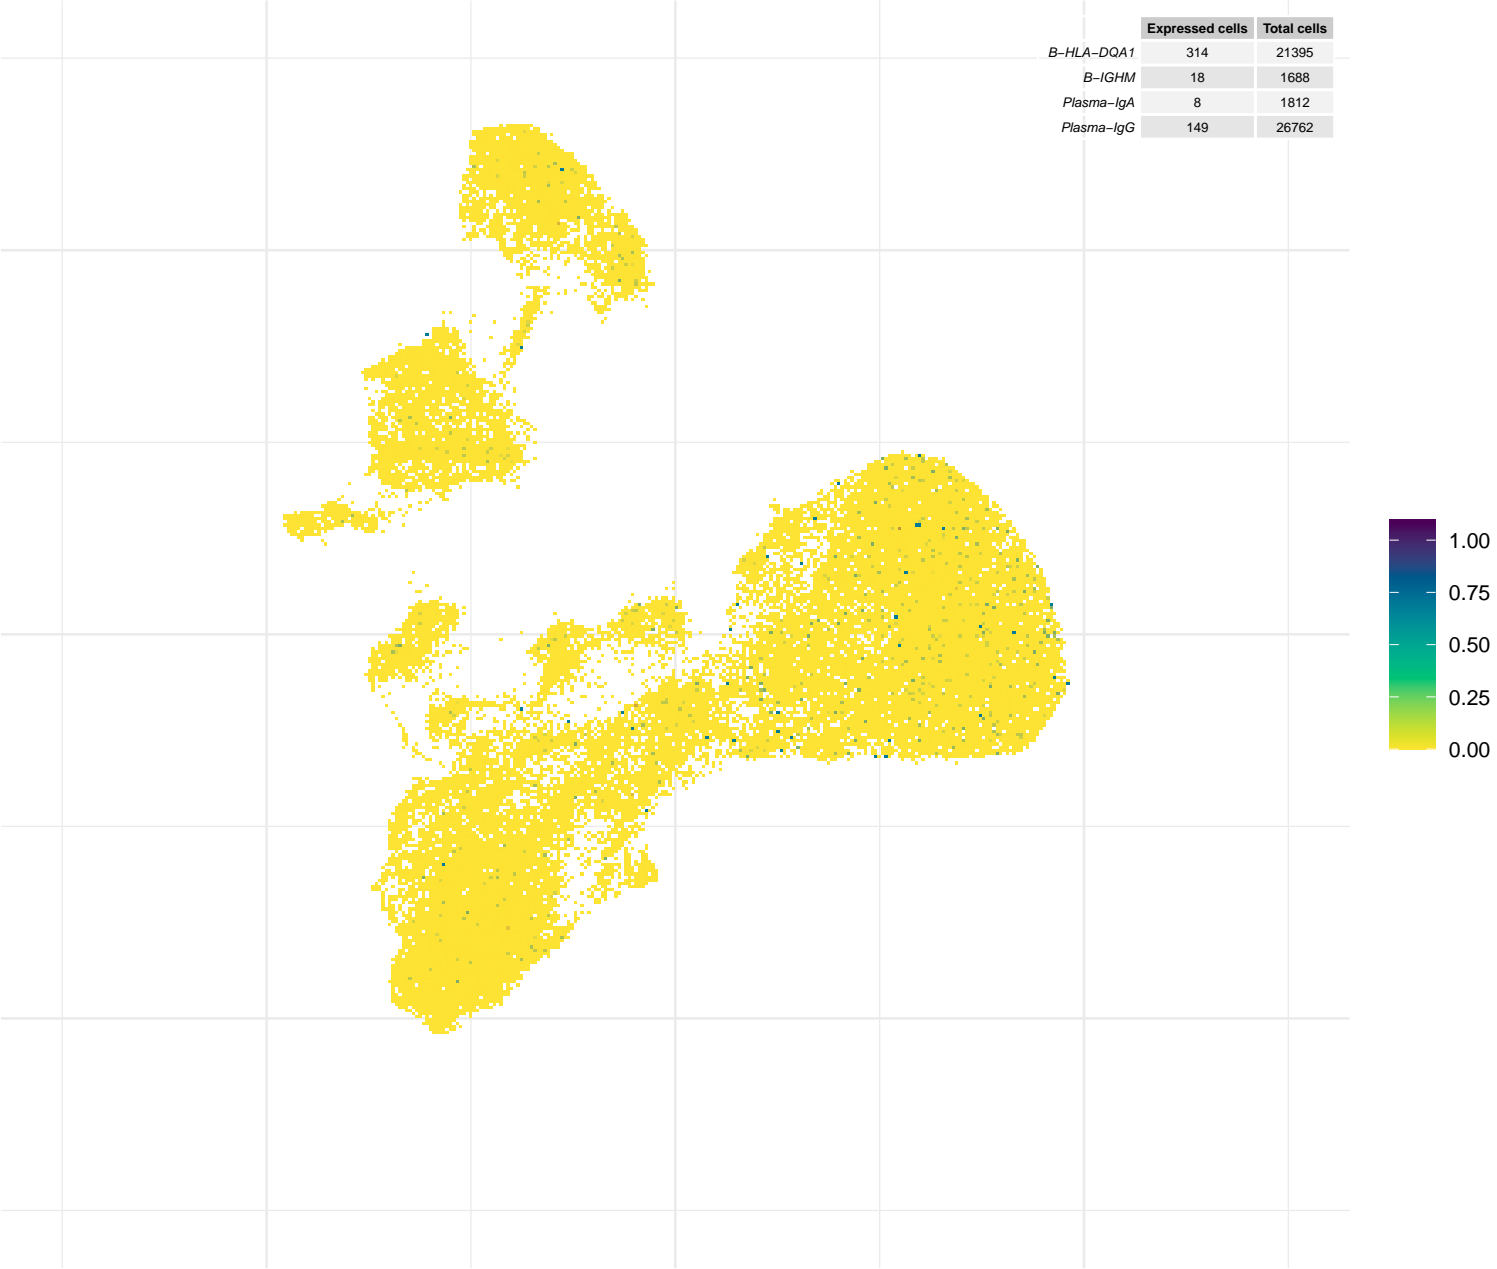 Expressed cells Total cells
B−HLA−DQA1 314 21395
B−IGHM 18 1688
Plasma−IgA 8 1812
Plasma−IgG 149 26762
1.00
0.75
0.50
0.25
0.00